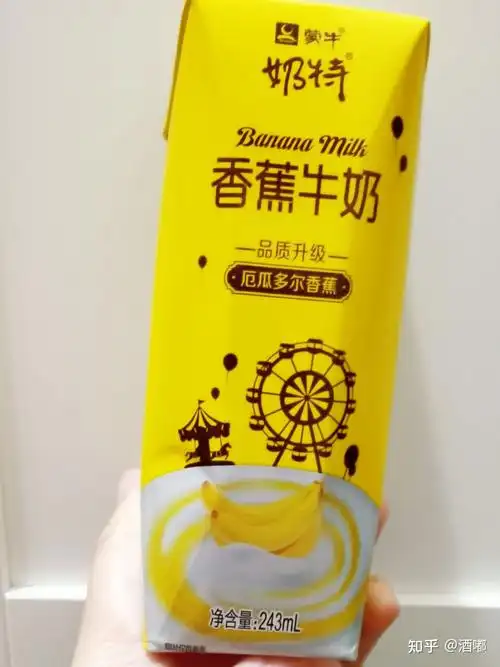 蒙牛®
奶特®
Banana Milk
香蕉牛奶
—品质升级—
·厄瓜多尔香蕉·
净含量:243mL
知乎 @酒嘟